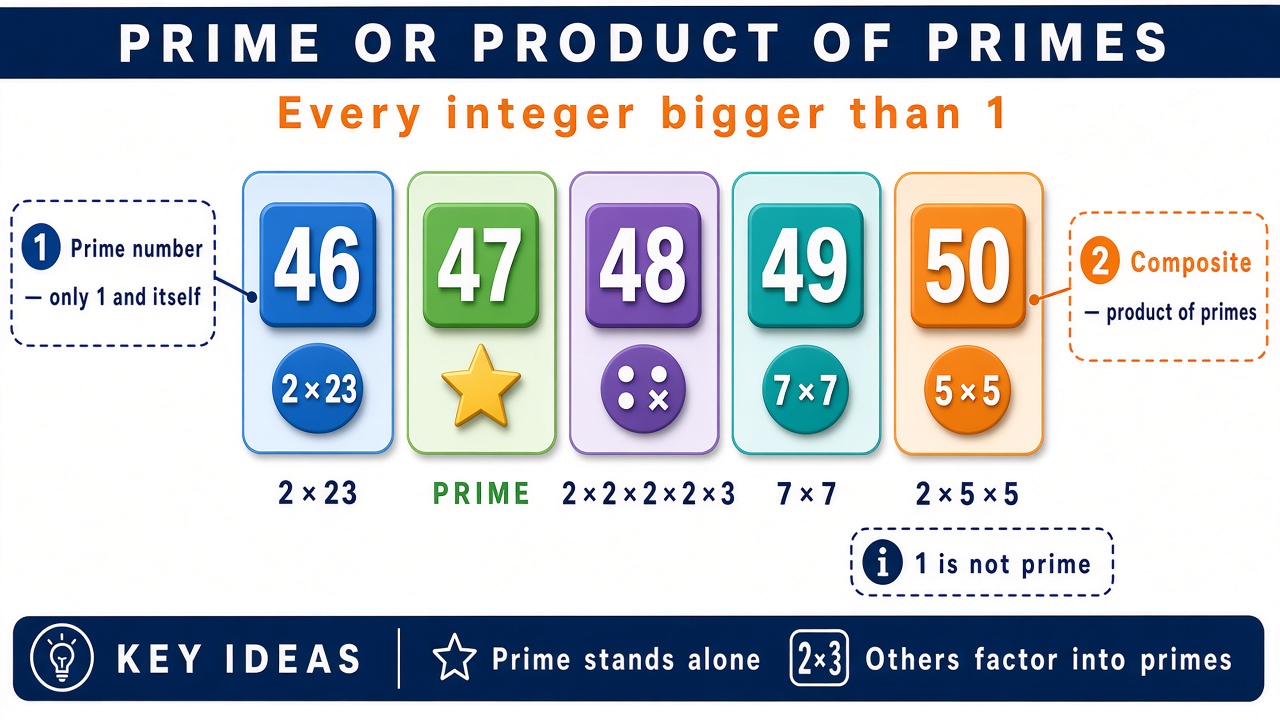 PRIME OR PRODUCT OF PRIMES
Every integer bigger than 1
1 Prime number
– only 1 and itself
46
47
48
49
50
2 Composite
– product of primes
2×23
×
7×7
5×5
2×23
PRIME
2×2×2×2×3
7×7
2×5×5
i 1 is not prime
KEY IDEAS
Prime stands alone
2×3 Others factor into primes